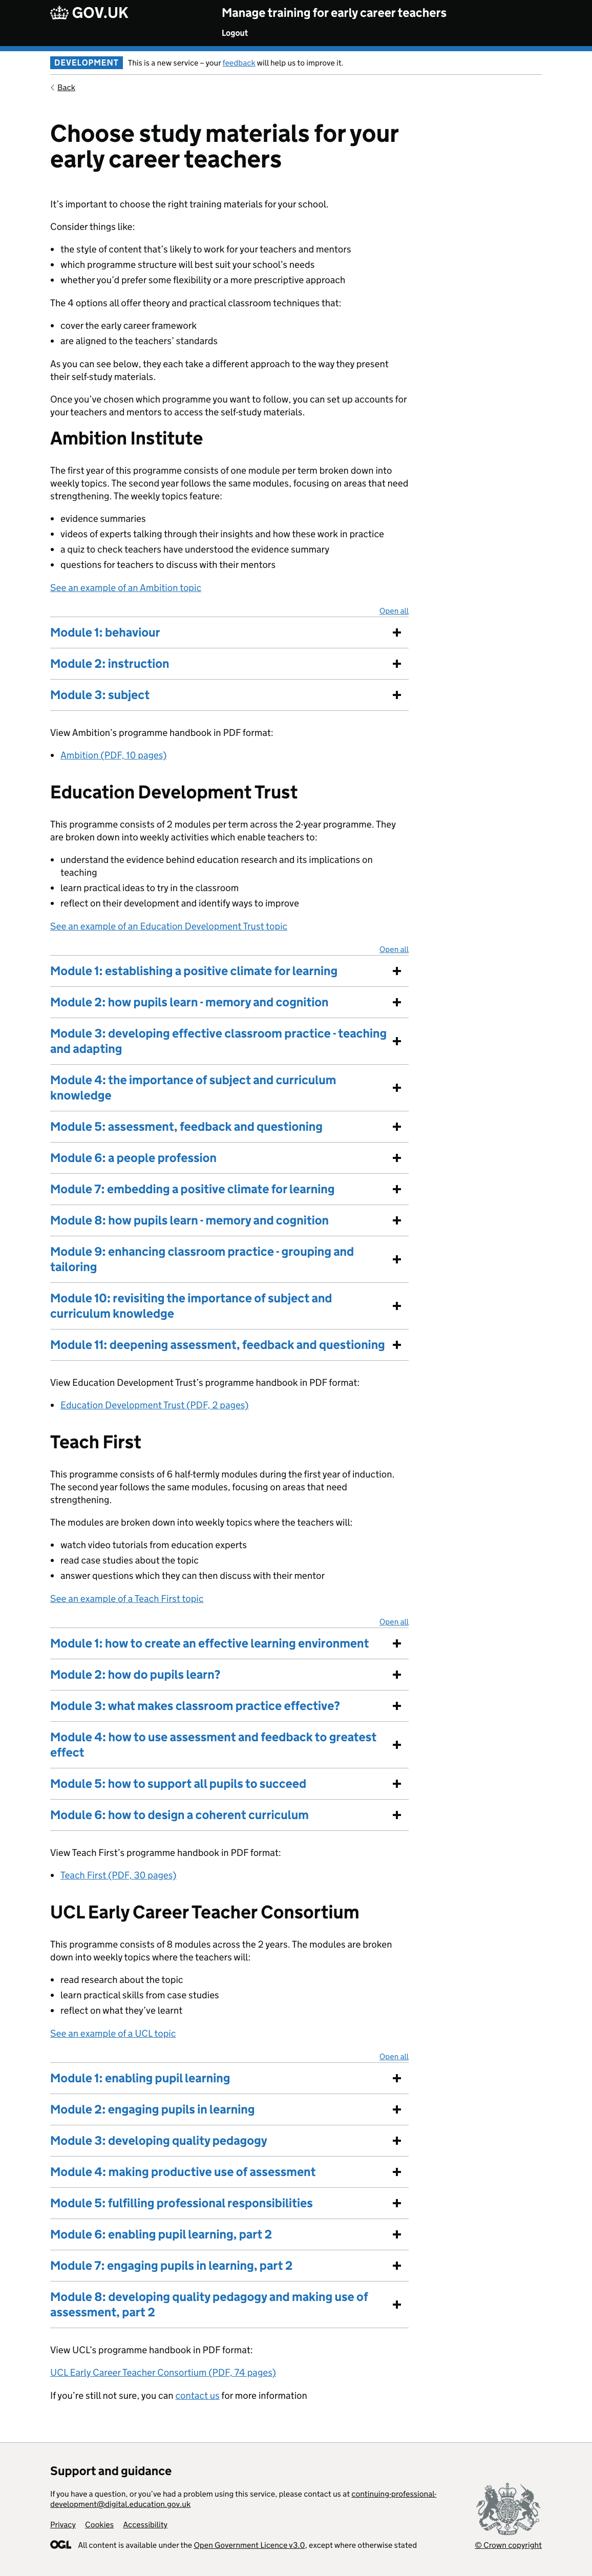 GOV.UK
Manage training for early career teachers
Logout
DEVELOPMENT This is a new service – your feedback will help us to improve it.
Back
Choose study materials for your
early career teachers
It's important to choose the right training materials for your school.
Consider things like:
• the style of content that's likely to work for your teachers and mentors
• which programme structure will best suit your school's needs
• whether you'd prefer some flexibility or a more prescriptive approach
The 4 options all offer theory and practical classroom techniques that:
• cover the early career framework
• are aligned to the teachers' standards
As you can see below, they each take a different approach to the way they present
their self-study materials.
Once you've chosen which programme you want to follow, you can set up accounts for
your teachers and mentors to access the self-study materials.
Ambition Institute
The first year of this programme consists of one module per term broken down into
weekly topics. The second year follows the same modules, focusing on areas that need
strengthening. The weekly topics feature:
• evidence summaries
• videos of experts talking through their insights and how these work in practice
• a quiz to check teachers have understood the evidence summary
• questions for teachers to discuss with their mentors
See an example of an Ambition topic
Open all
Module 1: behaviour
Module 2: instruction
Module 3: subject
View Ambition's programme handbook in PDF format:
• Ambition (PDF, 10 pages)
Education Development Trust
This programme consists of 2 modules per term across the 2-year programme. They
are broken down into weekly activities which enable teachers to:
• understand the evidence behind education research and its implications on
teaching
• learn practical ideas to try in the classroom
• reflect on their development and identify ways to improve
See an example of an Education Development Trust topic
Open all
Module 1: establishing a positive climate for learning
Module 2: how pupils learn - memory and cognition
Module 3: developing effective classroom practice - teaching
and adapting
Module 4: the importance of subject and curriculum
knowledge
Module 5: assessment, feedback and questioning
Module 6: a people profession
Module 7: embedding a positive climate for learning
Module 8: how pupils learn - memory and cognition
Module 9: enhancing classroom practice - grouping and
tailoring
Module 10: revisiting the importance of subject and
curriculum knowledge
Module 11: deepening assessment, feedback and questioning
View Education Development Trust's programme handbook in PDF format:
• Education Development Trust (PDF, 2 pages)
Teach First
This programme consists of 6 half-termly modules during the first year of induction.
The second year follows the same modules, focusing on areas that need
strengthening.
The modules are broken down into weekly topics where the teachers will:
• watch video tutorials from education experts
• read case studies about the topic
• answer questions which they can then discuss with their mentor
See an example of a Teach First topic
Open all
Module 1: how to create an effective learning environment
Module 2: how do pupils learn?
Module 3: what makes classroom practice effective?
Module 4: how to use assessment and feedback to greatest
effect
Module 5: how to support all pupils to succeed
Module 6: how to design a coherent curriculum
View Teach First's programme handbook in PDF format:
• Teach First (PDF, 30 pages)
UCL Early Career Teacher Consortium
This programme consists of 8 modules across the 2 years. The modules are broken
down into weekly topics where the teachers will:
• read research about the topic
• learn practical skills from case studies
• reflect on what they've learnt
See an example of a UCL topic
Open all
Module 1: enabling pupil learning
Module 2: engaging pupils in learning
Module 3: developing quality pedagogy
Module 4: making productive use of assessment
Module 5: fulfilling professional responsibilities
Module 6: enabling pupil learning, part 2
Module 7: engaging pupils in learning, part 2
Module 8: developing quality pedagogy and making use of
assessment, part 2
View UCL's programme handbook in PDF format:
UCL Early Career Teacher Consortium (PDF, 74 pages)
If you're still not sure, you can contact us for more information
Support and guidance
If you have a question, or you've had a problem using this service, please contact us at continuing-professional-
development@digital.education.gov.uk
Privacy Cookies Accessibility
OGL All content is available under the Open Government Licence v3.0, except where otherwise stated
© Crown copyright